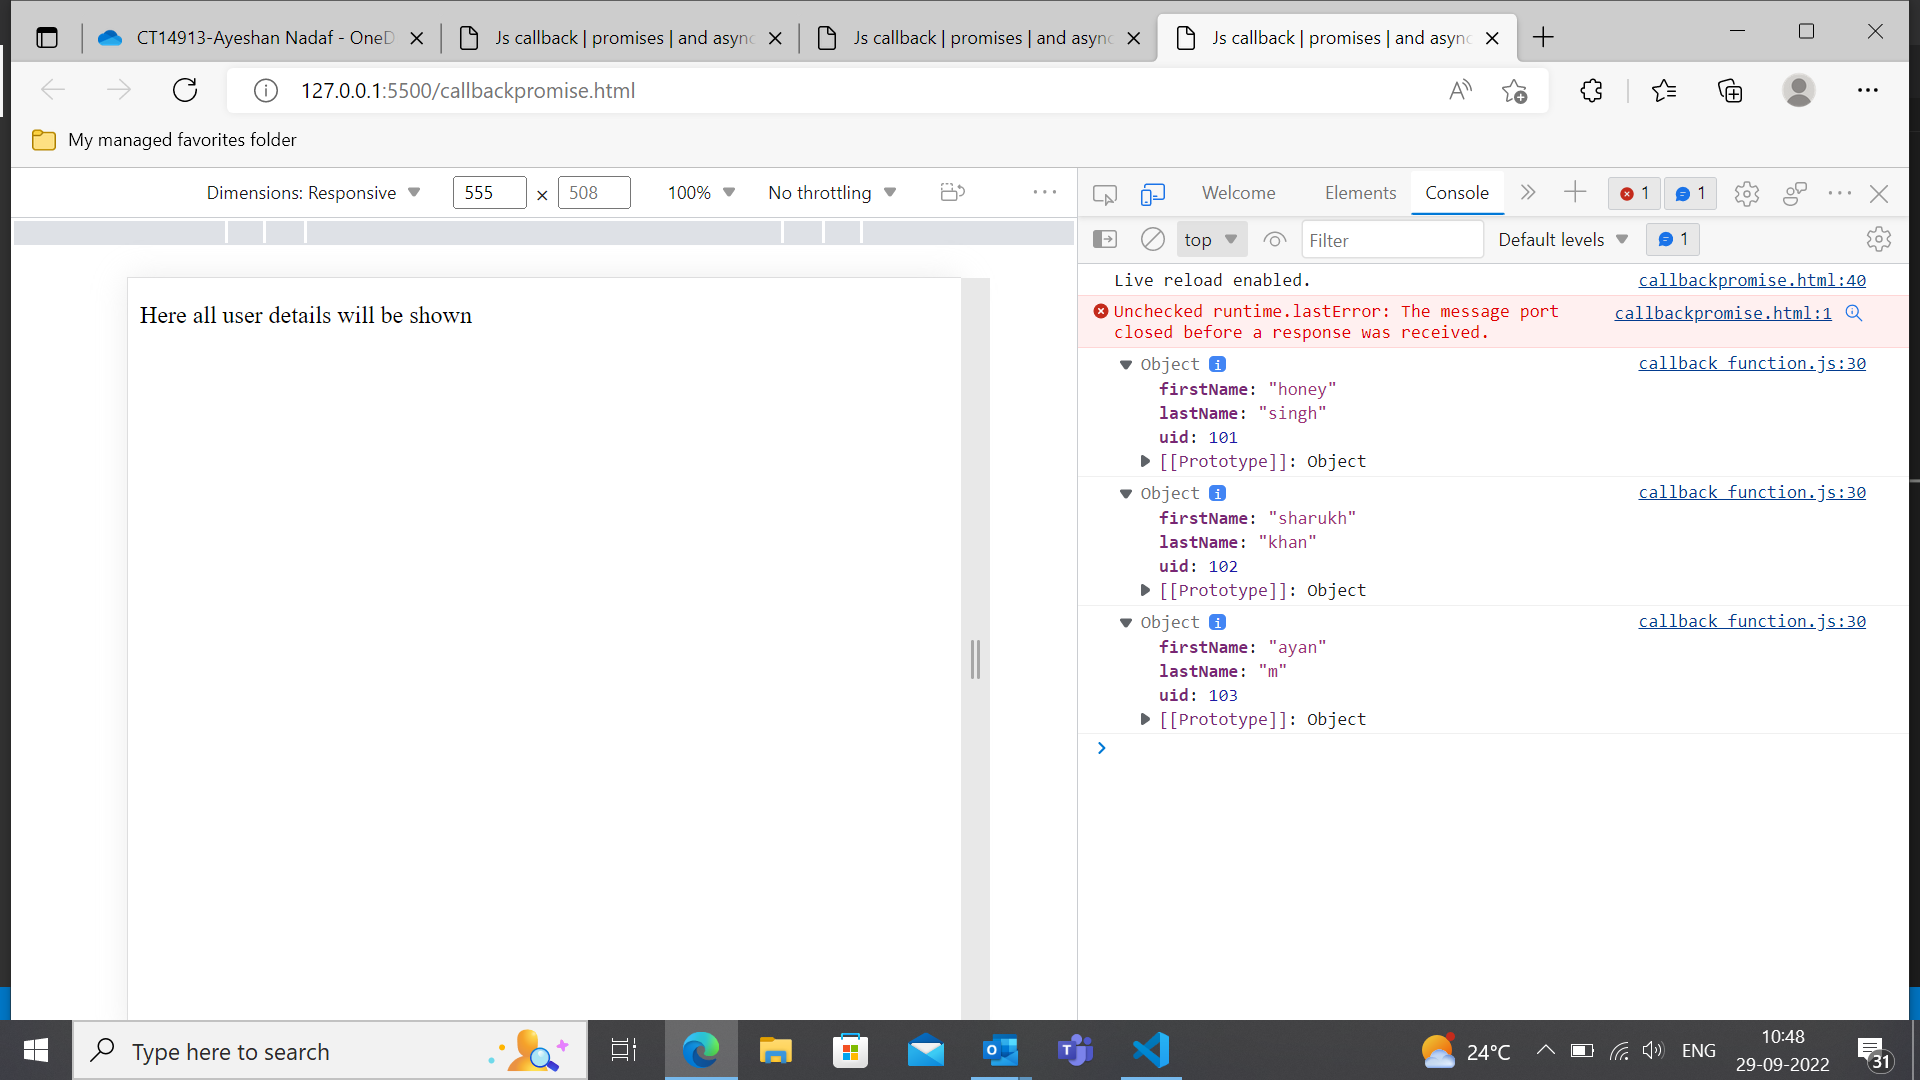 CT14913-Ayeshan Nadaf - OneD
Js callback | promises | and async
Js callback | promises | and async
Js callback | promises | and async
127.0.0.1:5500/callbackpromise.html
My managed favorites folder
Dimensions: Responsive 555 × 508 100% No throttling
Welcome Elements Console 1 1
top Filter Default levels 1
Here all user details will be shown
Live reload enabled. callbackpromise.html:40
Unchecked runtime.lastError: The message port callbackpromise.html:1
closed before a response was received.
Object i callback function.js:30
firstName: "honey"
lastName: "singh"
uid: 101
[[Prototype]]: Object
Object i callback function.js:30
firstName: "sharukh"
lastName: "khan"
uid: 102
[[Prototype]]: Object
Object i callback function.js:30
firstName: "ayan"
lastName: "m"
uid: 103
[[Prototype]]: Object
Type here to search
24°C ENG 10:48
29-09-2022
31